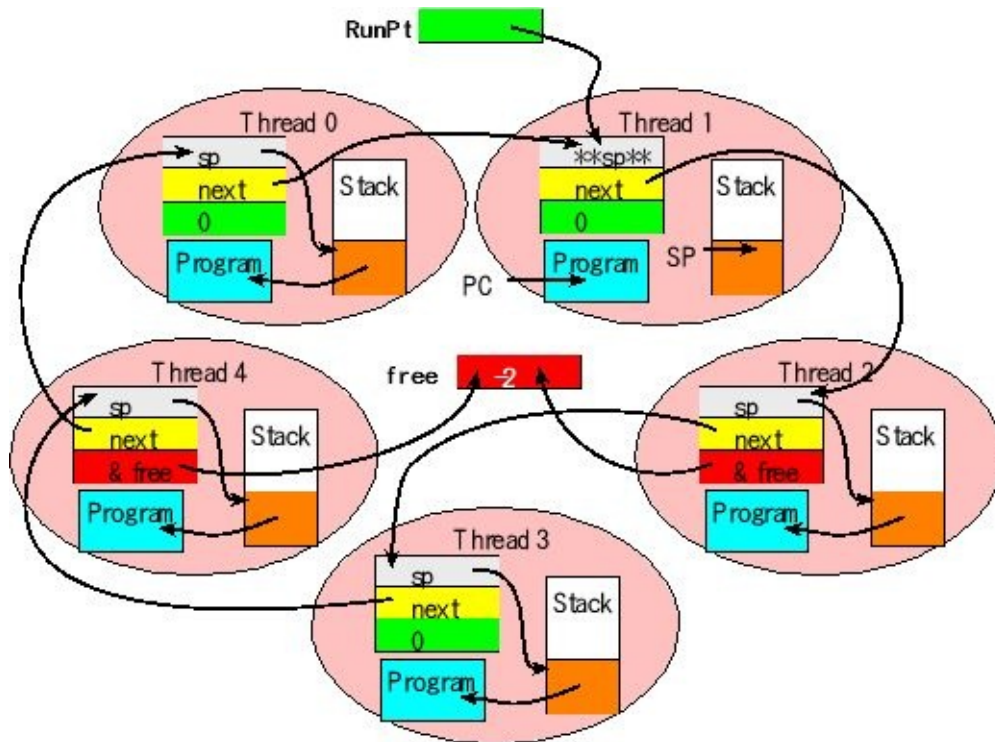 RunPt
Thread 0
sp
next
0
Program
Stack
Thread 1
**sp**
next
0
Program
Stack
PC
SP
Thread 4
sp
next
& free
Program
Stack
free -2
Thread 2
sp
next
& free
Program
Stack
Thread 3
sp
next
0
Program
Stack